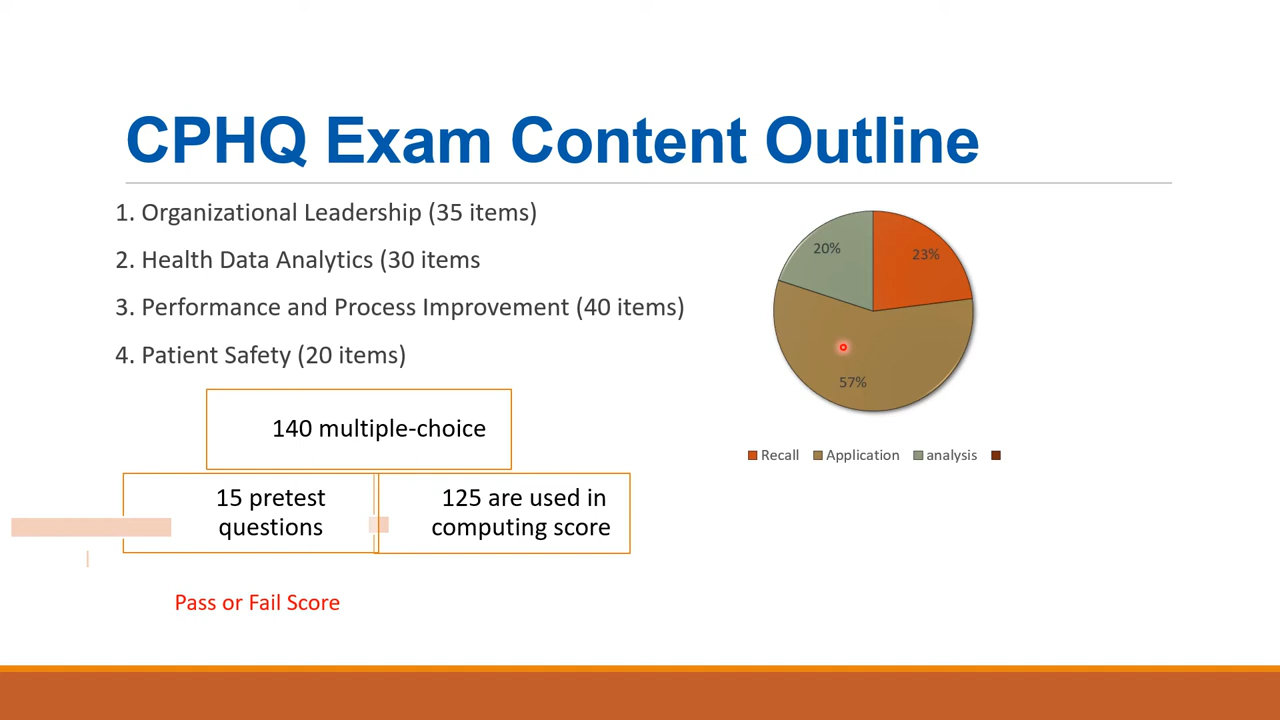 CPHQ Exam Content Outline
1. Organizational Leadership (35 items)
2. Health Data Analytics (30 items
3. Performance and Process Improvement (40 items)
4. Patient Safety (20 items)
140 multiple-choice
15 pretest
questions
125 are used in
computing score
Pass or Fail Score
20%
23%
57%
Recall Application analysis